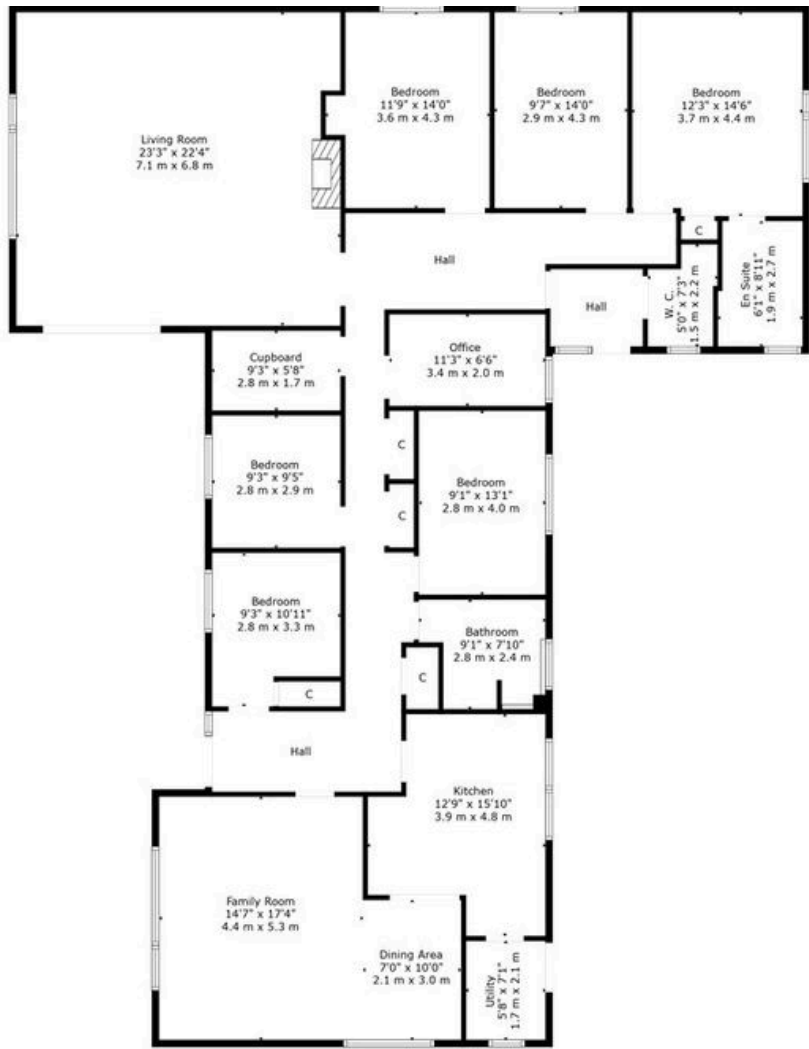 Living Room
23'3" x 22'4"
7.1 m x 6.8 m
Bedroom
11'9" x 14'0"
3.6 m x 4.3 m
Bedroom
9'7" x 14'0"
2.9 m x 4.3 m
Bedroom
12'3" x 14'6"
3.7 m x 4.4 m
C
Hall
Hall
W. C.
5'0" x 7'3"
1.5 m x 2.2 m
En Suite
6'1" x 8'11"
1.9 m x 2.7 m
Cupboard
9'3" x 5'8"
2.8 m x 1.7 m
Office
11'3" x 6'6"
3.4 m x 2.0 m
Bedroom
9'3" x 9'5"
2.8 m x 2.9 m
C
C
Bedroom
9'1" x 13'1"
2.8 m x 4.0 m
Bedroom
9'3" x 10'11"
2.8 m x 3.3 m
C
Bathroom
9'1" x 7'10"
2.8 m x 2.4 m
C
Hall
Kitchen
12'9" x 15'10"
3.9 m x 4.8 m
Family Room
14'7" x 17'4"
4.4 m x 5.3 m
Dining Area
7'0" x 10'0"
2.1 m x 3.0 m
Utility
5'8" x 7'1"
1.7 m x 2.1 m